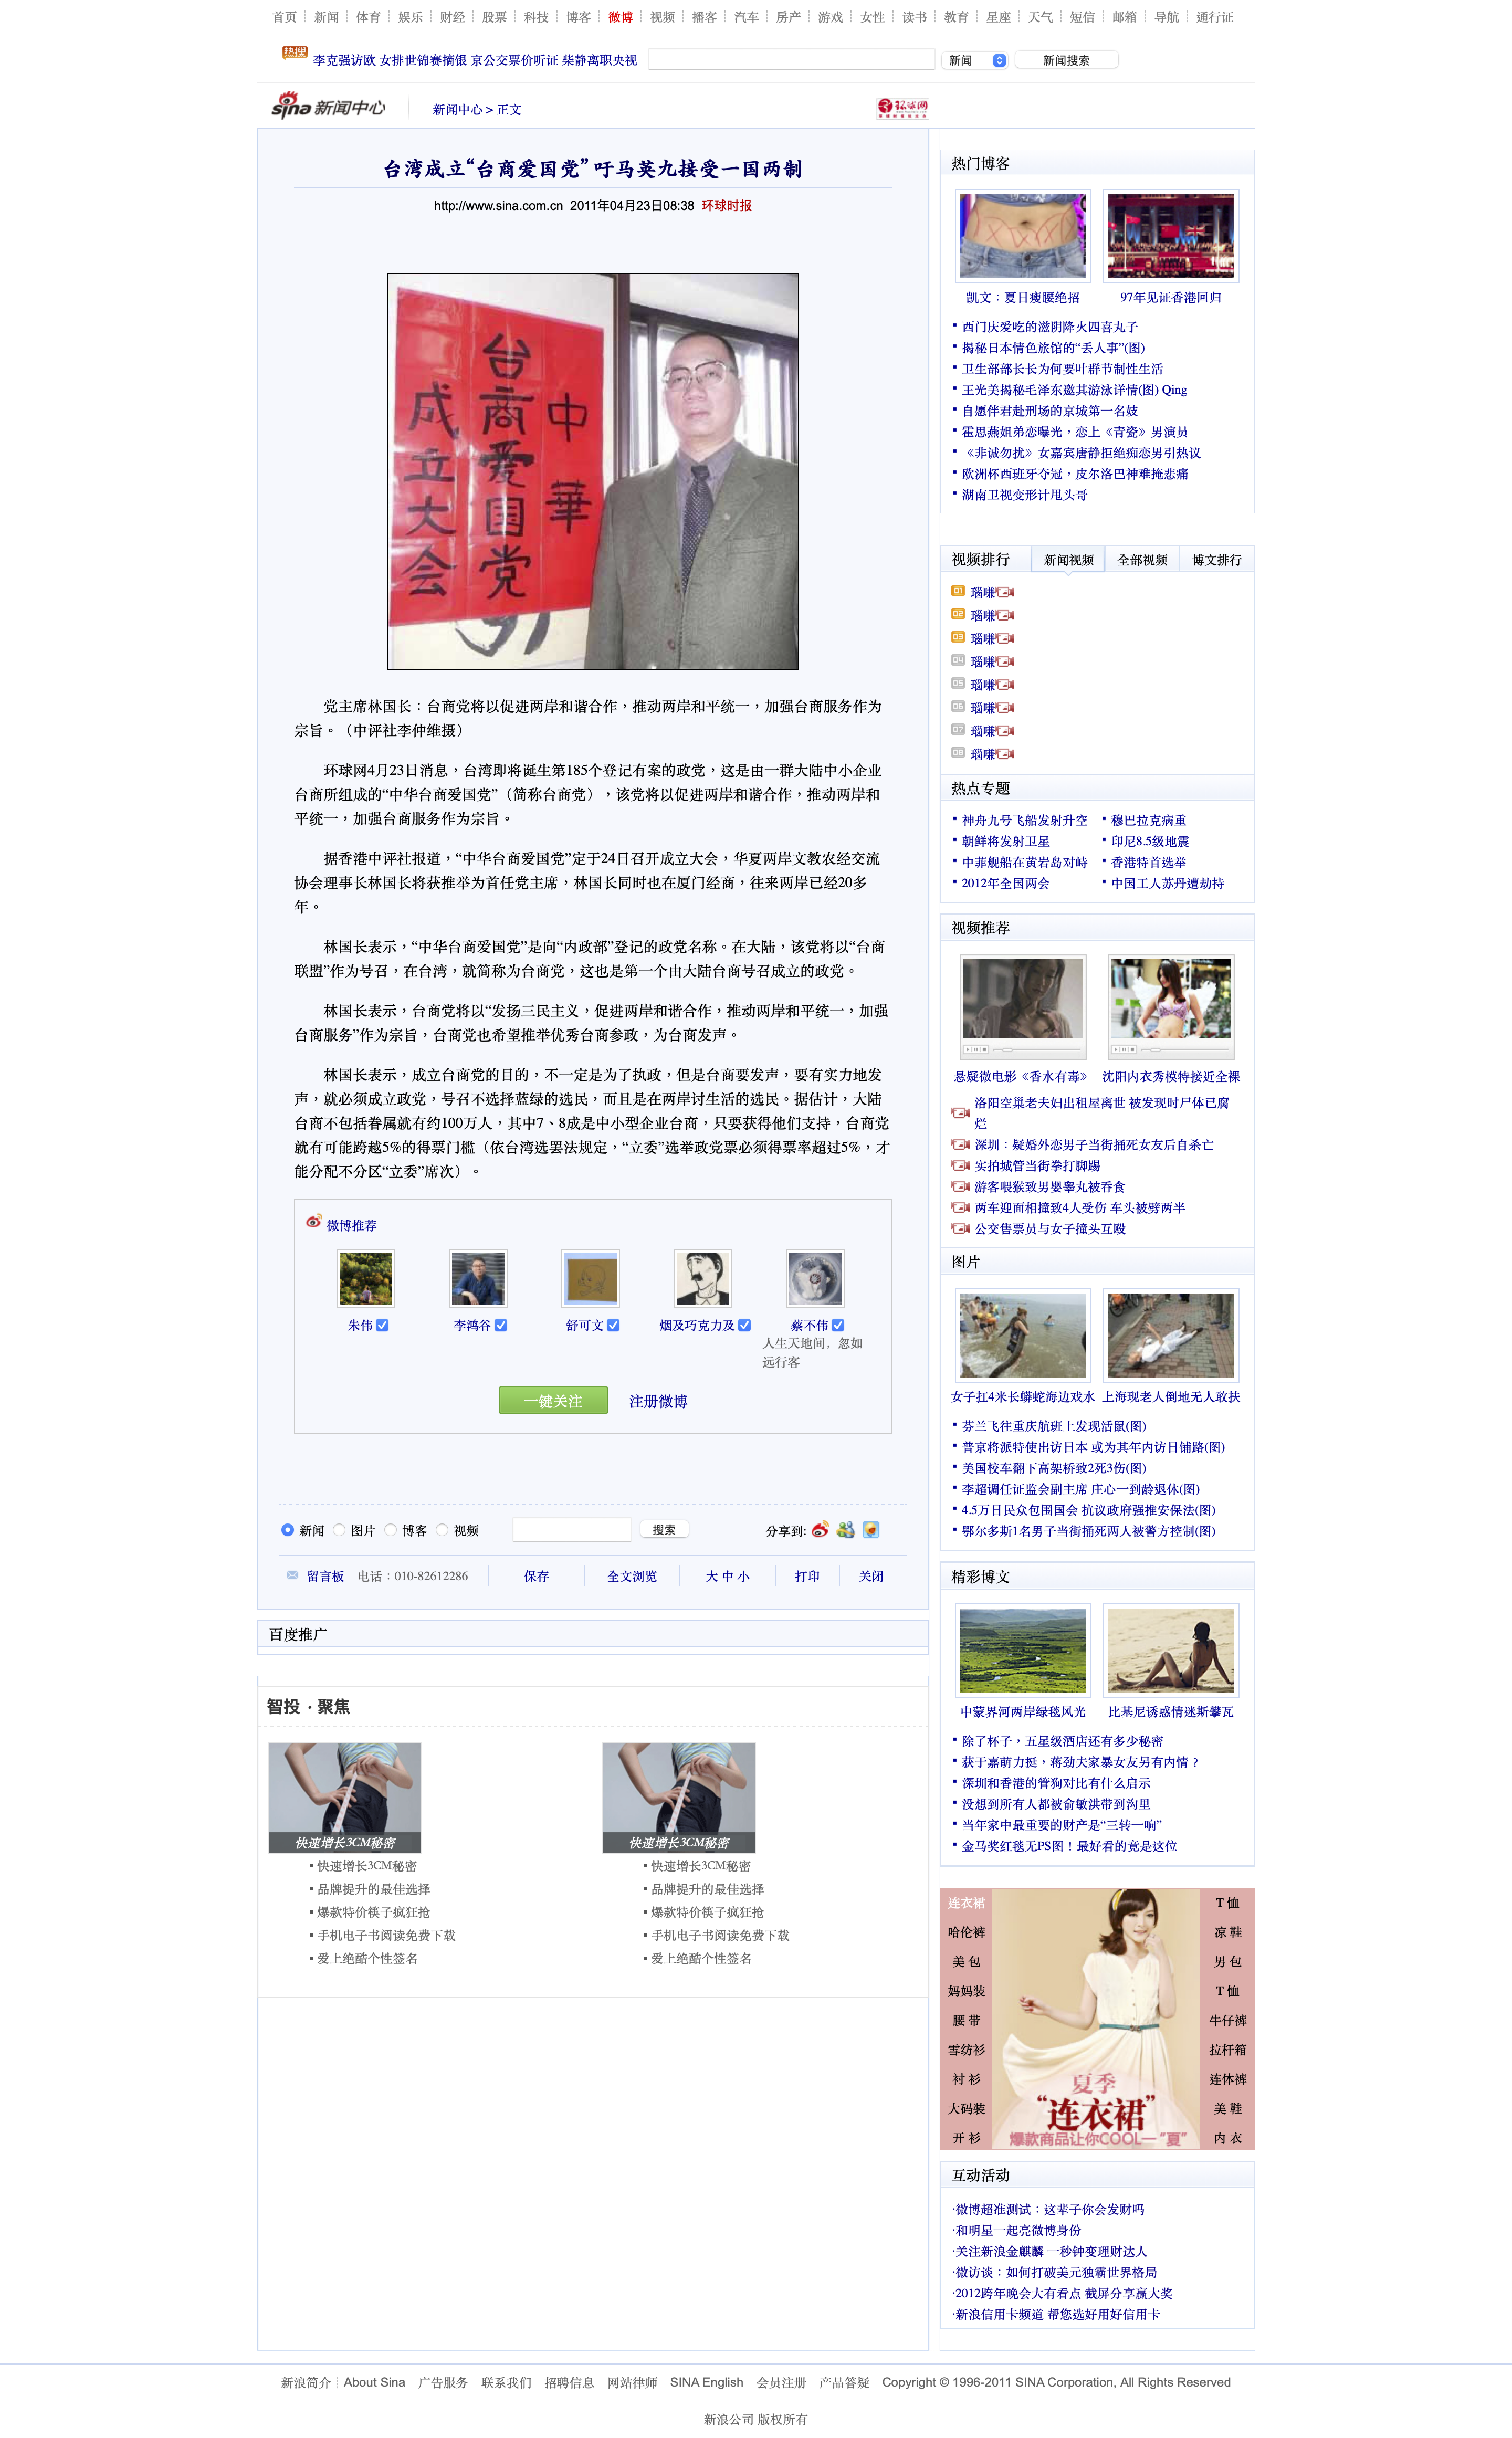 首页 新闻 体育 娱乐 财经 股票 科技 博客 微博 视频 播客 汽车 房产 游戏 女性 读书 教育 星座 天气 短信 邮箱 导航 通行证
热搜 李克强访欧 女排世锦赛摘银 京公交票价听证 柴静离职央视 新闻 新闻搜索
sina 新闻中心 新闻中心 > 正文 环球网
台湾成立“台商爱国党” 吁马英九接受一国两制
http://www.sina.com.cn 2011年04月23日08:38 环球时报
中華
台商爱国党
成立大会
党主席林国长：台商党将以促进两岸和谐合作，推动两岸和平统一，加强台商服务作为
宗旨。（中评社李仲维摄）
环球网4月23日消息，台湾即将诞生第185个登记有案的政党，这是由一群大陆中小企业
台商所组成的“中华台商爱国党”（简称台商党），该党将以促进两岸和谐合作，推动两岸和
平统一，加强台商服务作为宗旨。
据香港中评社报道，“中华台商爱国党”定于24日召开成立大会，华夏两岸文教农经交流
协会理事长林国长将获推举为首任党主席，林国长同时也在厦门经商，往来两岸已经20多
年。
林国长表示，“中华台商爱国党”是向“内政部”登记的政党名称。在大陆，该党将以“台商
联盟”作为号召，在台湾，就简称为台商党，这也是第一个由大陆台商号召成立的政党。
林国长表示，台商党将以“发扬三民主义，促进两岸和谐合作，推动两岸和平统一，加强
台商服务”作为宗旨，台商党也希望推举优秀台商参政，为台商发声。
林国长表示，成立台商党的目的，不一定是为了执政，但是台商要发声，要有实力地发
声，就必须成立政党，号召不选择蓝绿的选民，而且是在两岸讨生活的选民。据估计，大陆
台商不包括眷属就有约100万人，其中7、8成是中小型企业台商，只要获得他们支持，台商党
就有可能跨越5%的得票门槛（依台湾选罢法规定，“立委”选举政党票必须得票率超过5%，才
能分配不分区“立委”席次）。
微博推荐
朱伟 李鸿谷 舒可文 烟及巧克力及 蔡不伟
人生天地间，忽如
远行客
一键关注 注册微博
新闻 图片 博客 视频 搜索 分享到:
留言板 电话：010-82612286 保存 全文浏览 大 中 小 打印 关闭
百度推广
智投 · 聚焦
快速增长3CM秘密 快速增长3CM秘密
快速增长3CM秘密 快速增长3CM秘密
品牌提升的最佳选择 品牌提升的最佳选择
爆款特价筷子疯狂抢 爆款特价筷子疯狂抢
手机电子书阅读免费下载 手机电子书阅读免费下载
爱上绝酷个性签名 爱上绝酷个性签名
热门博客
凯文：夏日瘦腰绝招 97年见证香港回归
西门庆爱吃的滋阴降火四喜丸子
揭秘日本情色旅馆的“丢人事”(图)
卫生部部长长为何要叶群节制性生活
王光美揭秘毛泽东邀其游泳详情(图) Qing
自愿伴君赴刑场的京城第一名妓
霍思燕姐弟恋曝光，恋上《青瓷》男演员
《非诚勿扰》女嘉宾唐静拒绝痴恋男引热议
欧洲杯西班牙夺冠，皮尔洛巴神难掩悲痛
湖南卫视变形计甩头哥
视频排行 新闻视频 全部视频 博文排行
01 瑙嗛
02 瑙嗛
03 瑙嗛
04 瑙嗛
05 瑙嗛
06 瑙嗛
07 瑙嗛
08 瑙嗛
热点专题
神舟九号飞船发射升空 穆巴拉克病重
朝鲜将发射卫星 印尼8.5级地震
中菲舰船在黄岩岛对峙 香港特首选举
2012年全国两会 中国工人苏丹遭劫持
视频推荐
悬疑微电影《香水有毒》 沈阳内衣秀模特接近全裸
洛阳空巢老夫妇出租屋离世 被发现时尸体已腐
烂
深圳：疑婚外恋男子当街捅死女友后自杀亡
实拍城管当街拳打脚踢
游客喂猴致男婴睾丸被吞食
两车迎面相撞致4人受伤 车头被劈两半
公交售票员与女子撞头互殴
图片
女子扛4米长蟒蛇海边戏水 上海现老人倒地无人敢扶
芬兰飞往重庆航班上发现活鼠(图)
普京将派特使出访日本 或为其年内访日铺路(图)
美国校车翻下高架桥致2死3伤(图)
李超调任证监会副主席 庄心一到龄退休(图)
4.5万日民众包围国会 抗议政府强推安保法(图)
鄂尔多斯1名男子当街捅死两人被警方控制(图)
精彩博文
中蒙界河两岸绿毯风光 比基尼诱惑情迷斯攀瓦
除了杯子，五星级酒店还有多少秘密
获于嘉萌力挺，蒋劲夫家暴女友另有内情？
深圳和香港的管狗对比有什么启示
没想到所有人都被俞敏洪带到沟里
当年家中最重要的财产是“三转一响”
金马奖红毯无PS图！最好看的竟是这位
连衣裙 T 恤
哈伦裤 凉 鞋
美 包 男 包
妈妈装 T 恤
腰 带 牛仔裤
雪纺衫 拉杆箱
衬 衫 连体裤
大码装 美 鞋
开 衫 内 衣
夏季
“连衣裙”
爆款商品让你COOL一“夏”
互动活动
·微博超准测试：这辈子你会发财吗
·和明星一起亮微博身份
·关注新浪金麒麟 一秒钟变理财达人
·微访谈：如何打破美元独霸世界格局
·2012跨年晚会大有看点 截屏分享赢大奖
·新浪信用卡频道 帮您选好用好信用卡
新浪简介 About Sina 广告服务 联系我们 招聘信息 网站律师 SINA English 会员注册 产品答疑 Copyright © 1996-2011 SINA Corporation, All Rights Reserved
新浪公司 版权所有